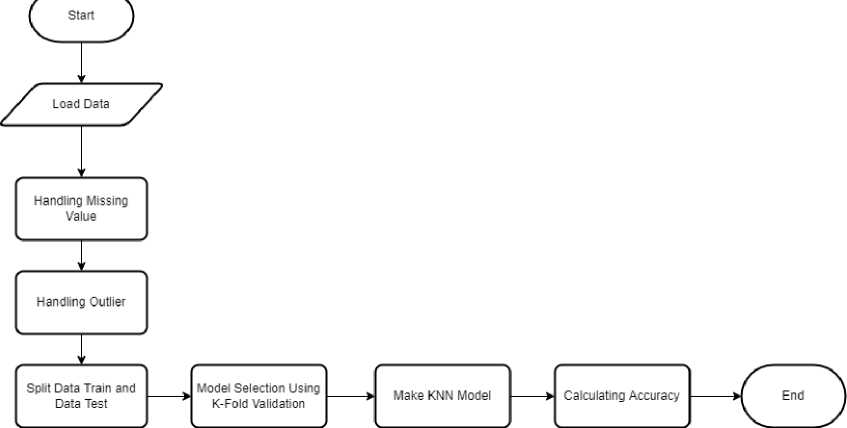 Start
Load Data
Handling Missing
Value
Handling Outlier
Split Data Train and
Data Test
Model Selection Using
K-Fold Validation
Make KNN Model
Calculating Accuracy
End